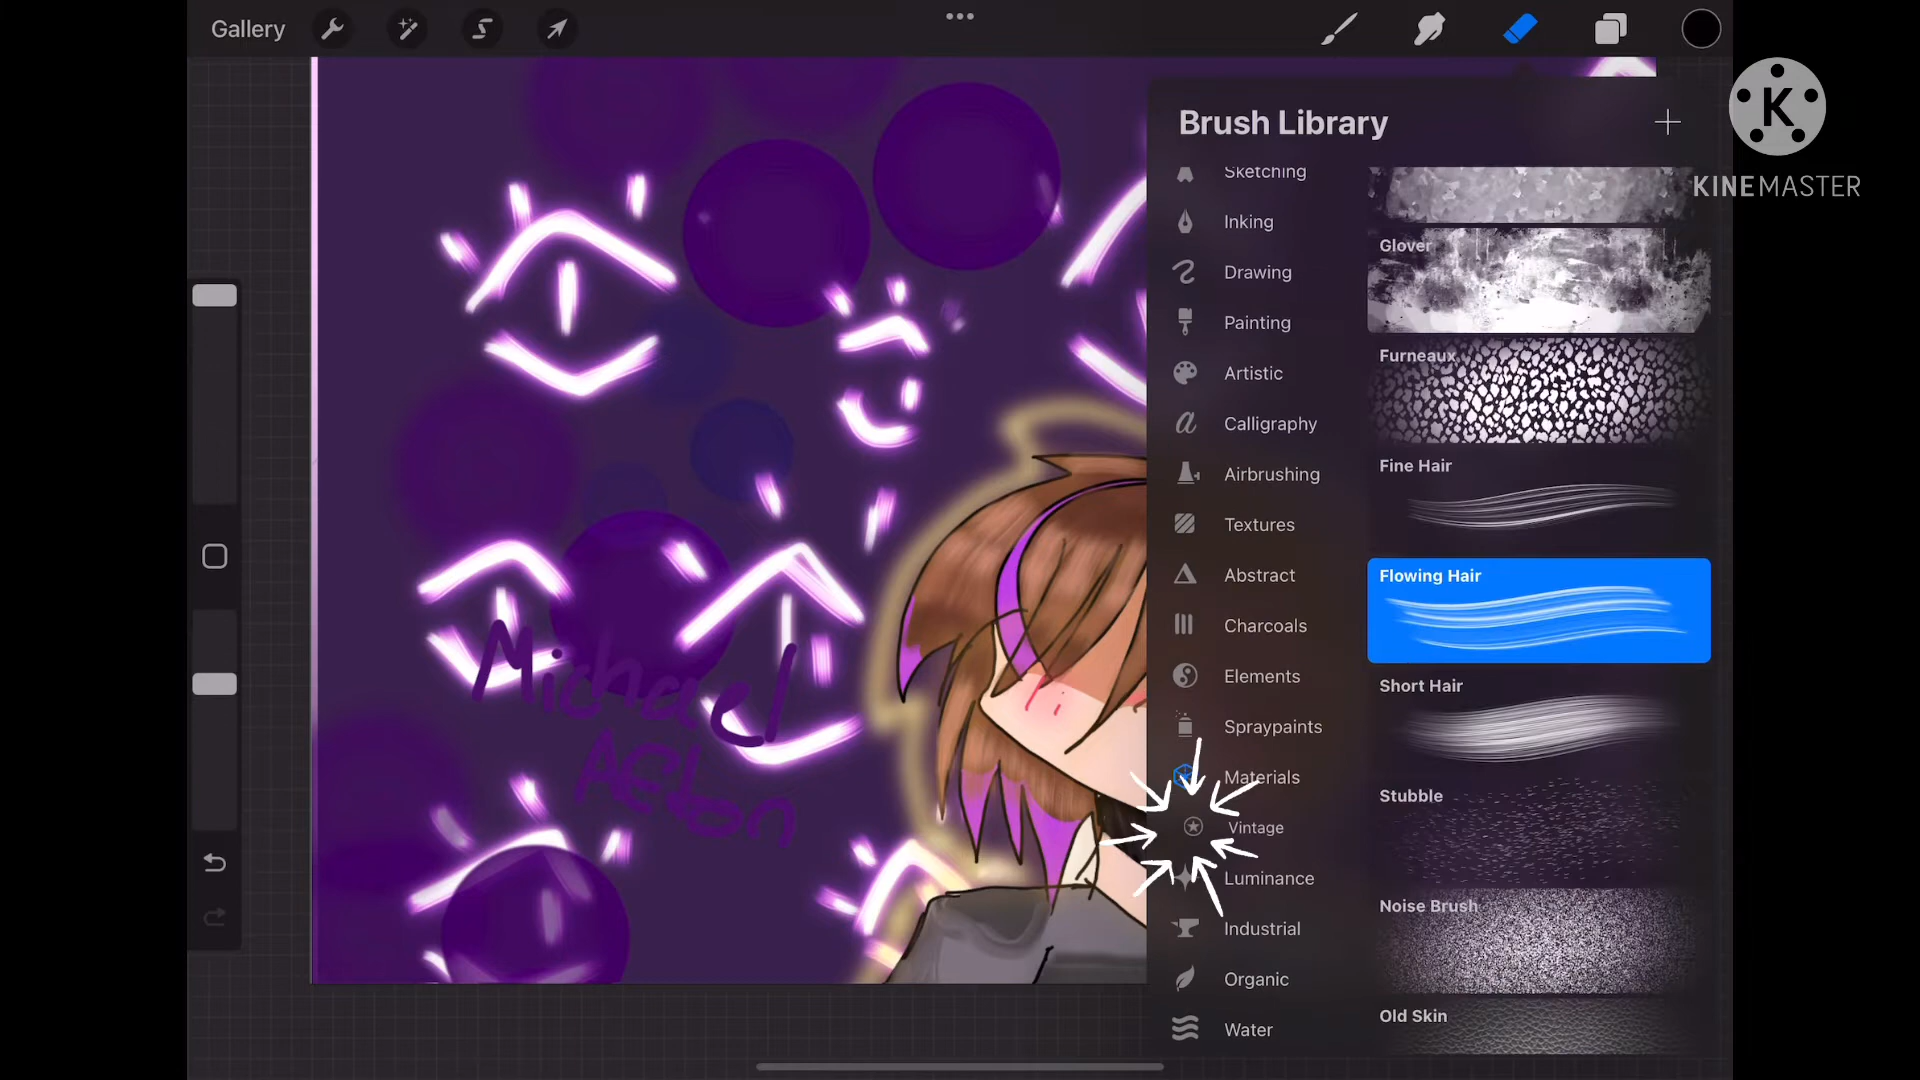 Gallery
Brush Library
KINEMASTER
Sketching
Inking
Drawing
Painting
Artistic
Calligraphy
Airbrushing
Textures
Abstract
Charcoals
Elements
Spraypaints
Materials
Vintage
Luminance
Industrial
Organic
Water
Glover
Furneaux
Fine Hair
Flowing Hair
Short Hair
Stubble
Noise Brush
Old Skin
Michael
Afton